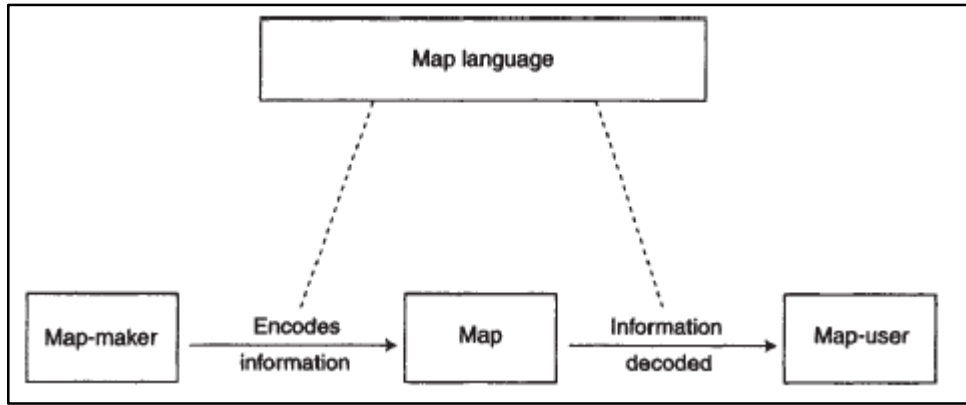 Map language
Map-maker
Encodes
information
Map
Information
decoded
Map-user